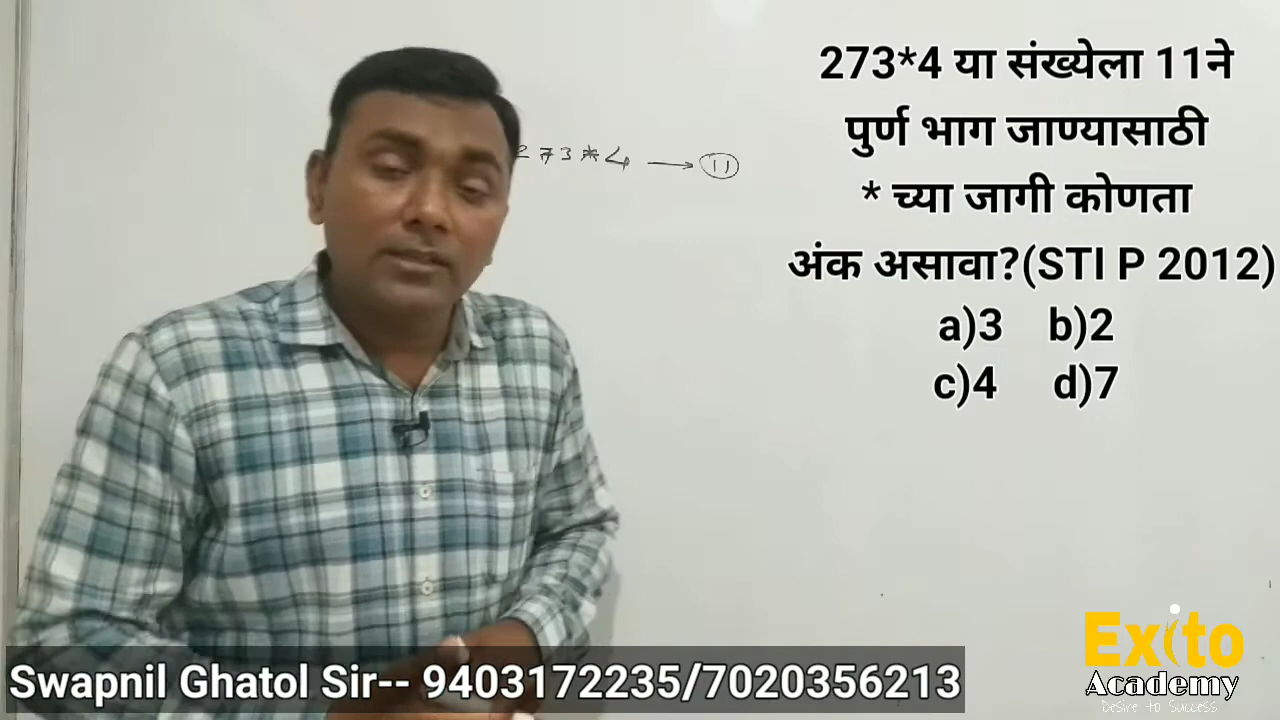 273*4 या संख्येला 11ने
पुर्ण भाग जाण्यासाठी
* च्या जागी कोणता
अंक असावा?(STI P 2012)
a)3 b)2
c)4 d)7
273*4 → 11
Swapnil Ghatol Sir-- 9403172235/7020356213
Exito
Academy
Desire to Success